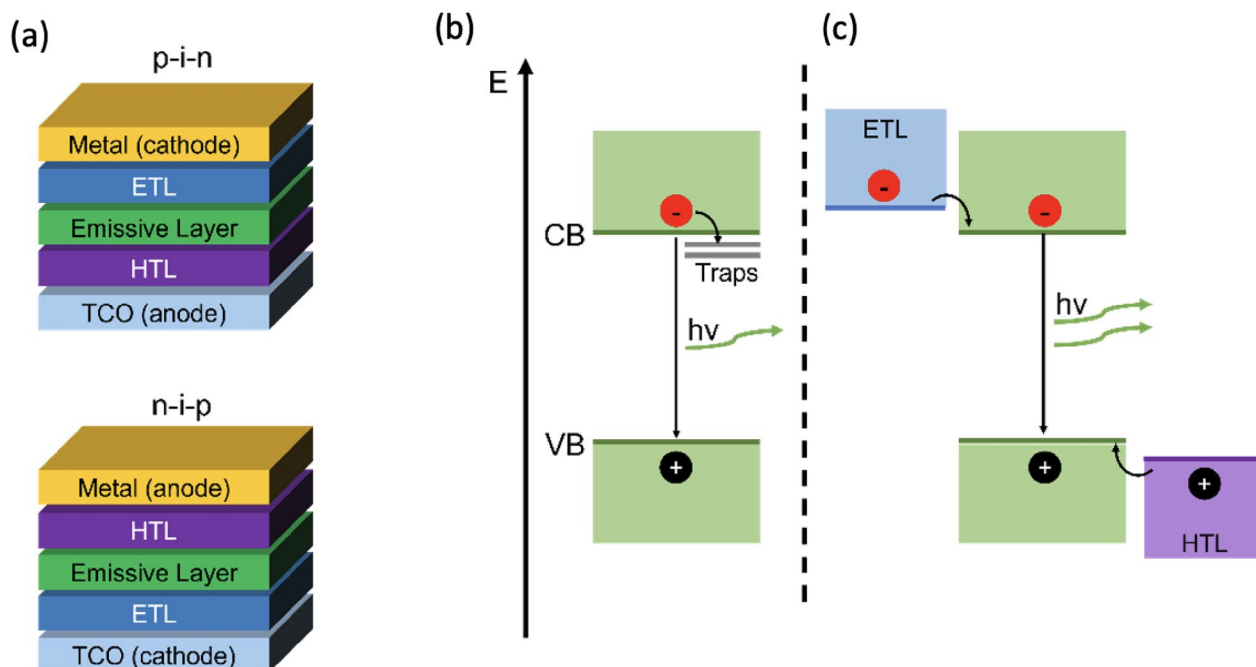 (a)
p-i-n
Metal (cathode)
ETL
Emissive Layer
HTL
TCO (anode)
n-i-p
Metal (anode)
HTL
Emissive Layer
ETL
TCO (cathode)
(b)
E
CB
-
Traps
hv
VB
+
(c)
ETL
-
-
hv
+
+
HTL